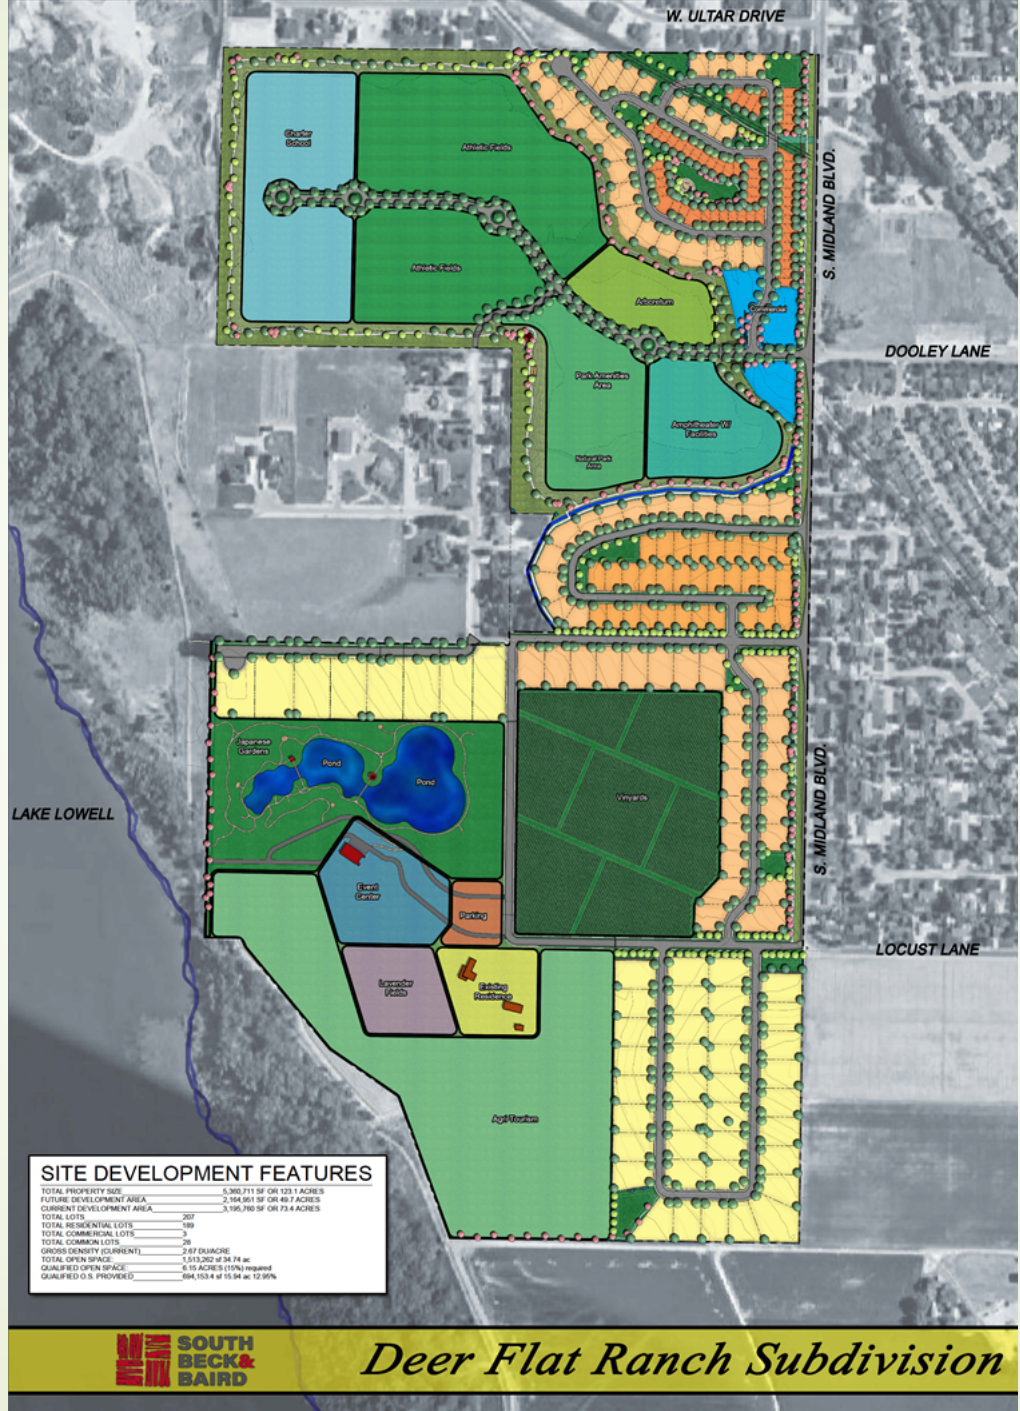 W. ULTAR DRIVE
Charter
School
Athletic Fields
S. MIDLAND BLVD.
Athletic Fields
Arboretum
Commercial
DOOLEY LANE
Park Amenities
Area
Amphitheater W/
Facilities
Natural Park
Area
Japanese
Gardens
Pond
Pond
Vinyards
S. MIDLAND BLVD.
LAKE LOWELL
Event
Center
Parking
LOCUST LANE
Lavender
Fields
Existing
Residence
Agri Tourism
SITE DEVELOPMENT FEATURES
TOTAL PROPERTY SIZE 5,360,711 SF OR 123.1 ACRES
FUTURE DEVELOPMENT AREA 2,164,951 SF OR 49.7 ACRES
CURRENT DEVELOPMENT AREA 3,195,760 SF OR 73.4 ACRES
TOTAL LOTS 207
TOTAL RESIDENTIAL LOTS
TOTAL COMMERCIAL LOTS 3
TOTAL COMMON LOTS
GROSS DENSITY (CURRENT) 2.67 DU/ACRE
TOTAL OPEN SPACE: 1,513,262 sf 34.74 ac
QUALIFIED OPEN SPACE: 6.15 ACRES (15%) required
QUALIFIED O.S. PROVIDED 694,153.4 sf 15.94 ac 12.95%
SOUTH
BECK&
BAIRD
Deer Flat Ranch Subdivision